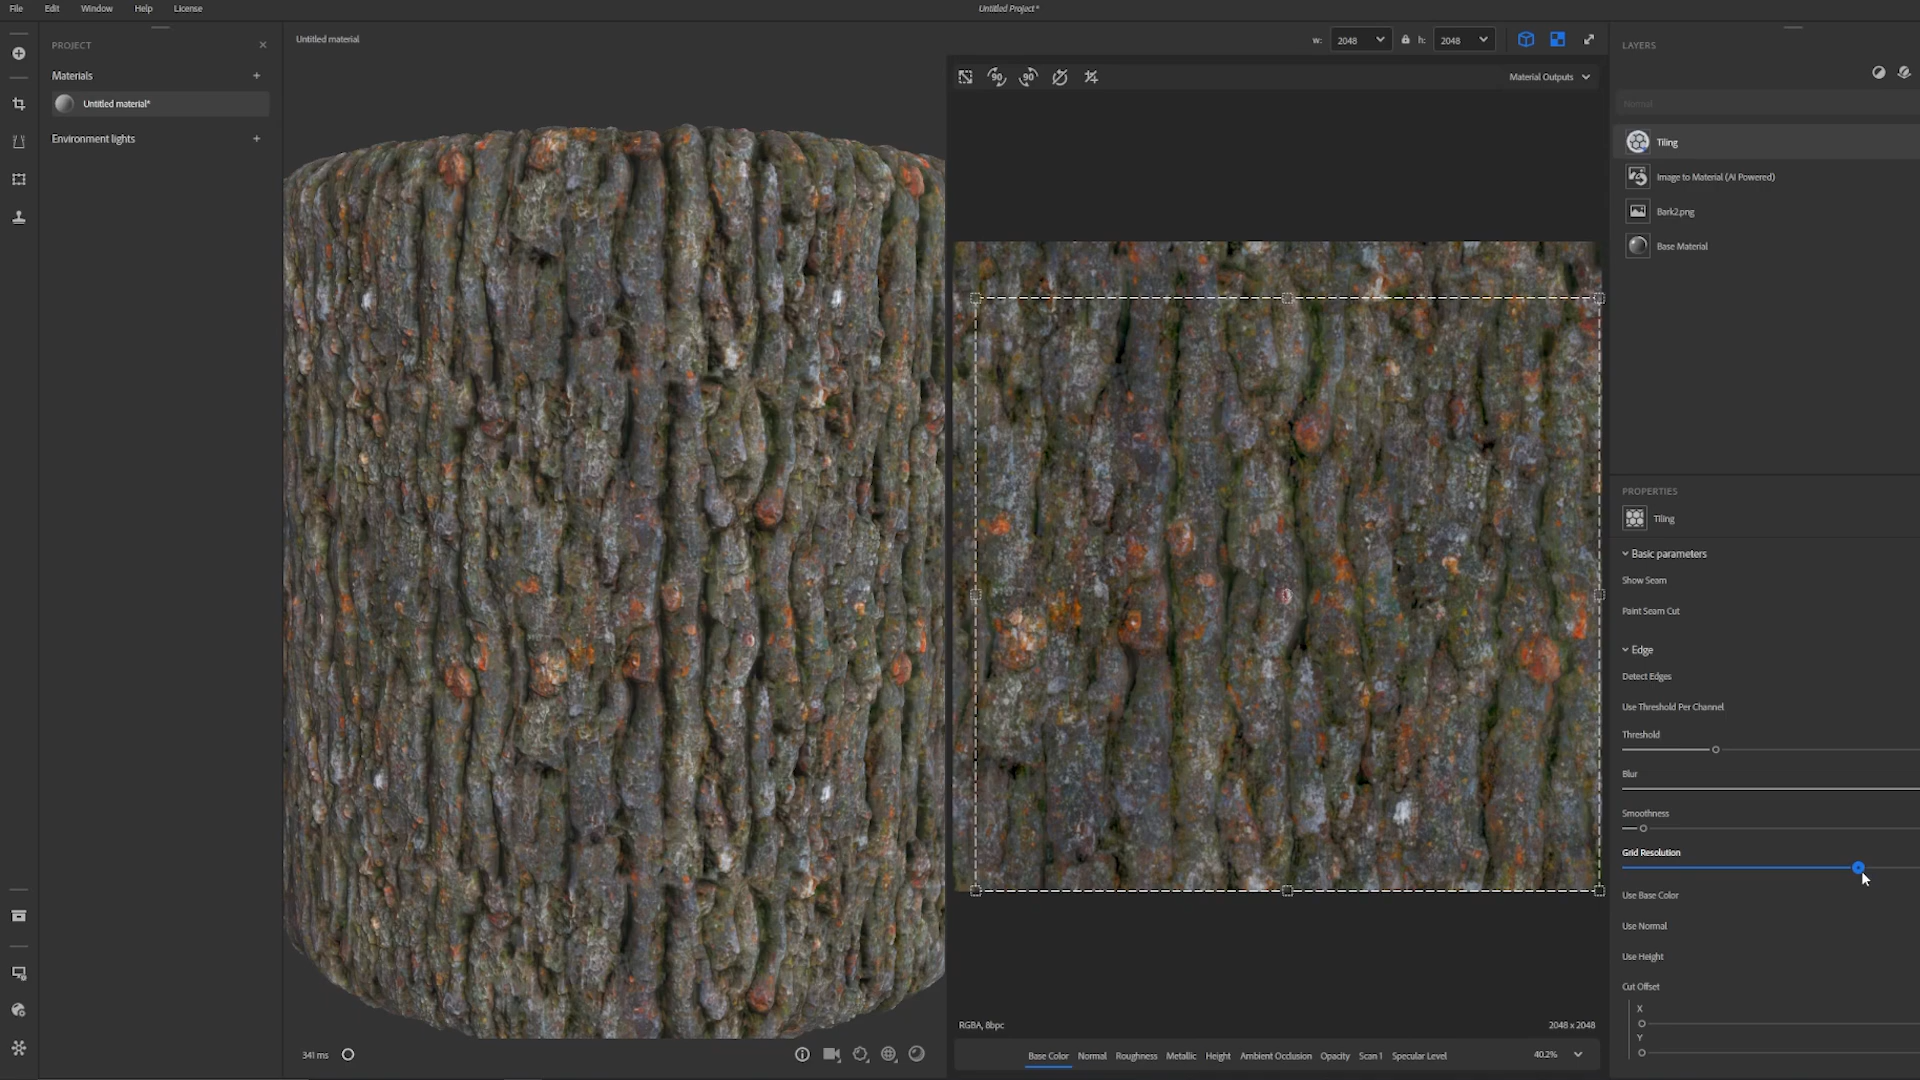 File Edit Window Help License
Untitled Project*
PROJECT
Materials
Untitled material*
Environment lights
Untitled material
w: 2048 h: 2048
90 90
Material Outputs
LAYERS
Normal
Tiling
Image to Material (AI Powered)
Bark2.png
Base Material
PROPERTIES
Tiling
Basic parameters
Show Seam
Paint Seam Cut
Edge
Detect Edges
Use Threshold Per Channel
Threshold
Blur
Smoothness
Grid Resolution
Use Base Color
Use Normal
Use Height
Cut Offset
X
Y
RGBA, 8bpc
2048 x 2048
341 ms
Base Color Normal Roughness Metallic Height Ambient Occlusion Opacity Scan 1 Specular Level
40.2%